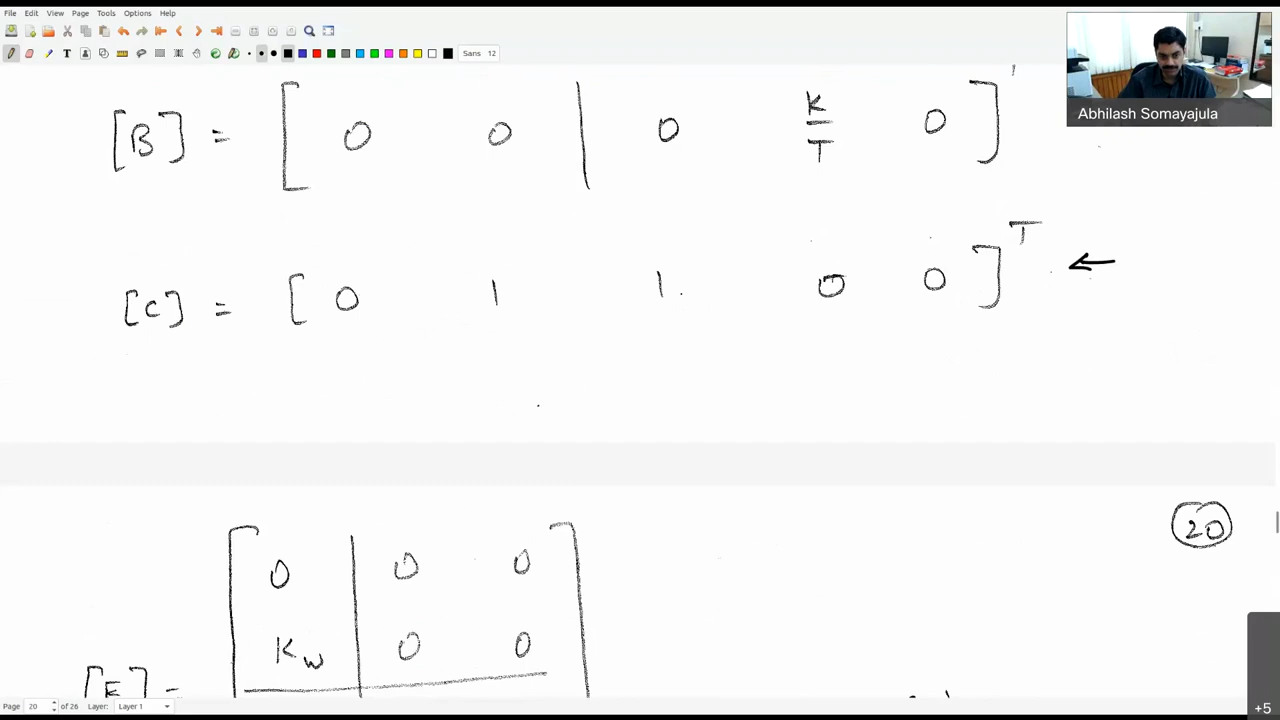 File Edit View Page Tools Options Help
Sans 12
Abhilash Somayajula
[B] = [ 0 0 | 0 K/T 0 ]
[C] = [ 0 1 1 0 0 ]^T ←
20
0 | 0 0
K_w | 0 0
[E] =
Page 20 of 26 Layer: Layer 1
+5